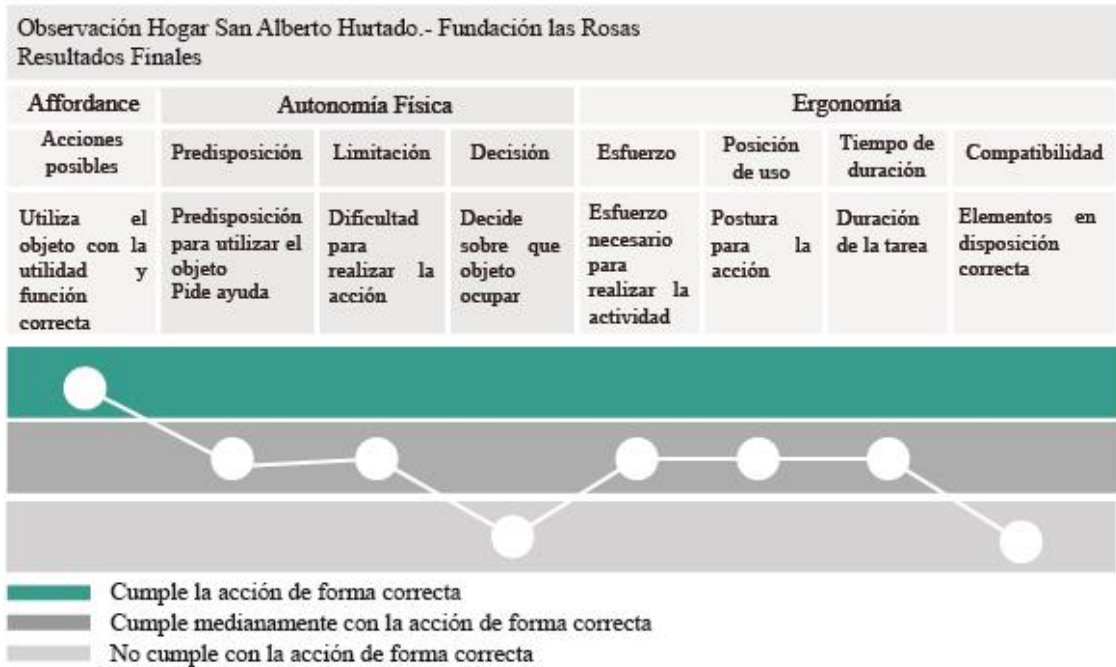 Observación Hogar San Alberto Hurtado.- Fundación las Rosas
Resultados Finales
Affordance
Autonomía Física
Ergonomía
Acciones
posibles
Predisposición
Limitación
Decisión
Esfuerzo
Posición
de uso
Tiempo de
duración
Compatibilidad
Utiliza el
objeto con la
utilidad y
función
correcta
Predisposición
para utilizar el
objeto
Pide ayuda
Dificultad
para
realizar la
acción
Decide
sobre que
objeto
ocupar
Esfuerzo
necesario
para
realizar la
actividad
Postura
para la
acción
Duración
de la tarea
Elementos en
disposición
correcta
Cumple la acción de forma correcta
Cumple medianamente con la acción de forma correcta
No cumple con la acción de forma correcta